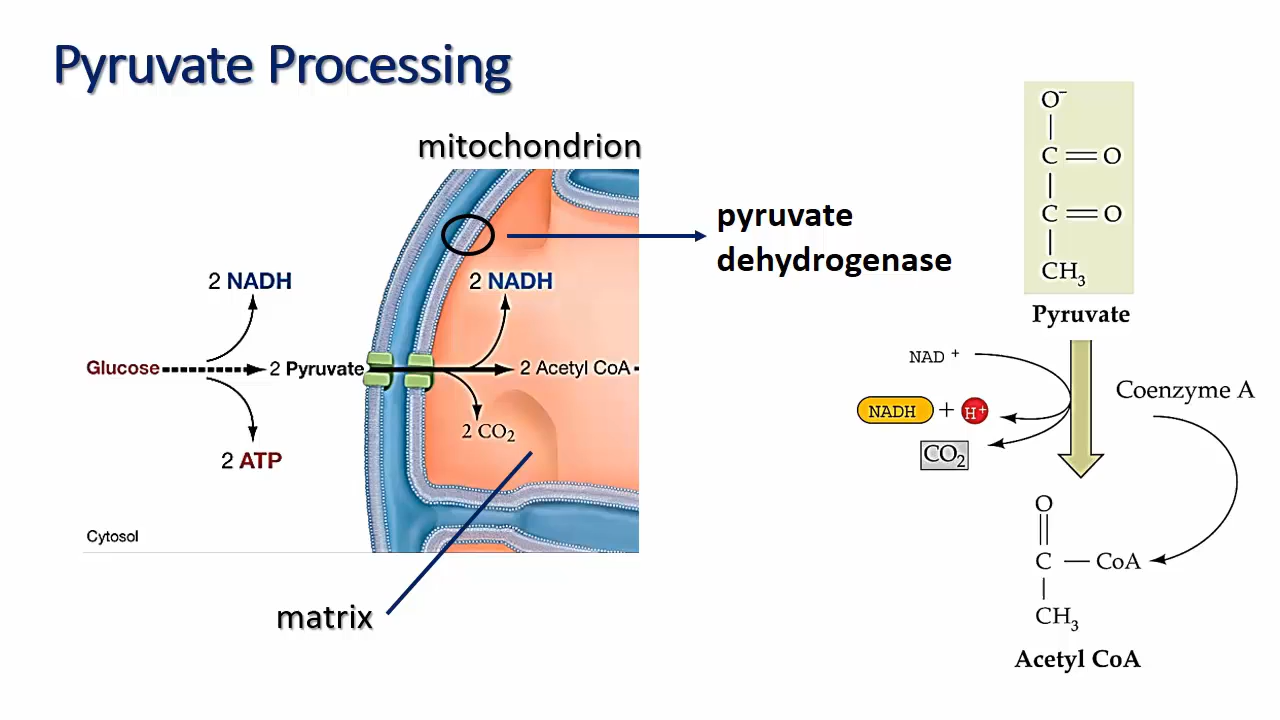 Pyruvate Processing
mitochondrion
pyruvate
dehydrogenase
2 NADH
2 NADH
Glucose
2 Pyruvate
2 Acetyl CoA
2 CO₂
2 ATP
Cytosol
matrix
O⁻
C=O
C=O
CH₃
Pyruvate
NAD⁺
Coenzyme A
NADH + H⁺
CO₂
O
C — CoA
CH₃
Acetyl CoA